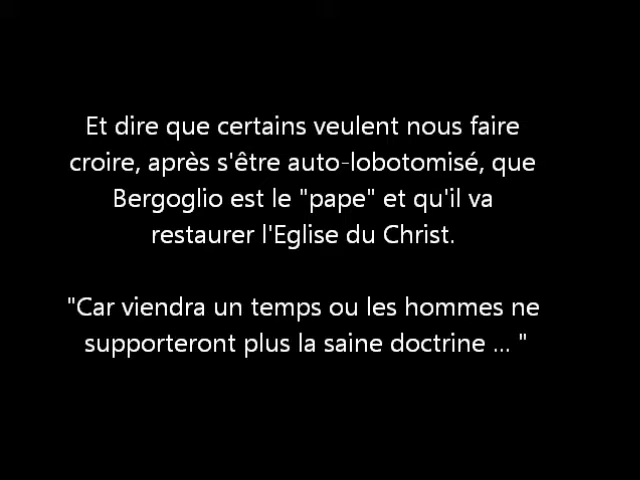 Et dire que certains veulent nous faire
croire, après s'être auto-lobotomisé, que
Bergoglio est le "pape" et qu'il va
restaurer l'Eglise du Christ.
"Car viendra un temps ou les hommes ne
supporteront plus la saine doctrine ... "